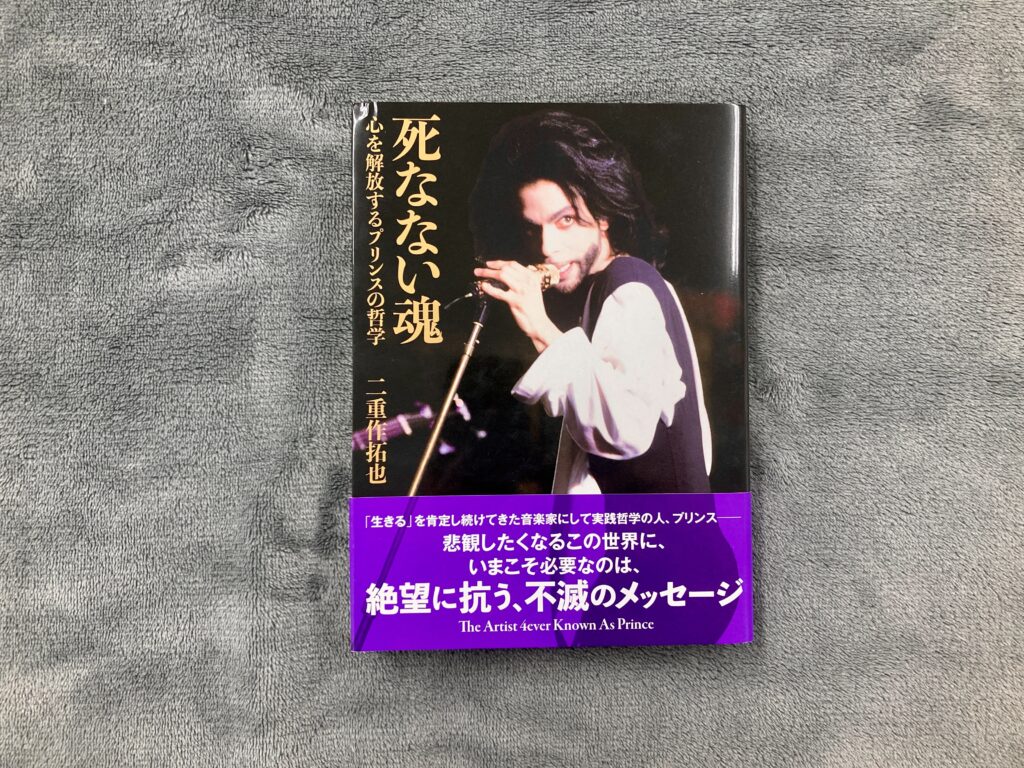 死なない魂
心を解放するプリンスの哲学
二重作拓也
「生きる」を肯定し続けてきた音楽家にして実践哲学の人、プリンス──
悲観したくなるこの世界に、
いまこそ必要なのは、
絶望に抗う、不滅のメッセージ
The Artist 4ever Known As Prince